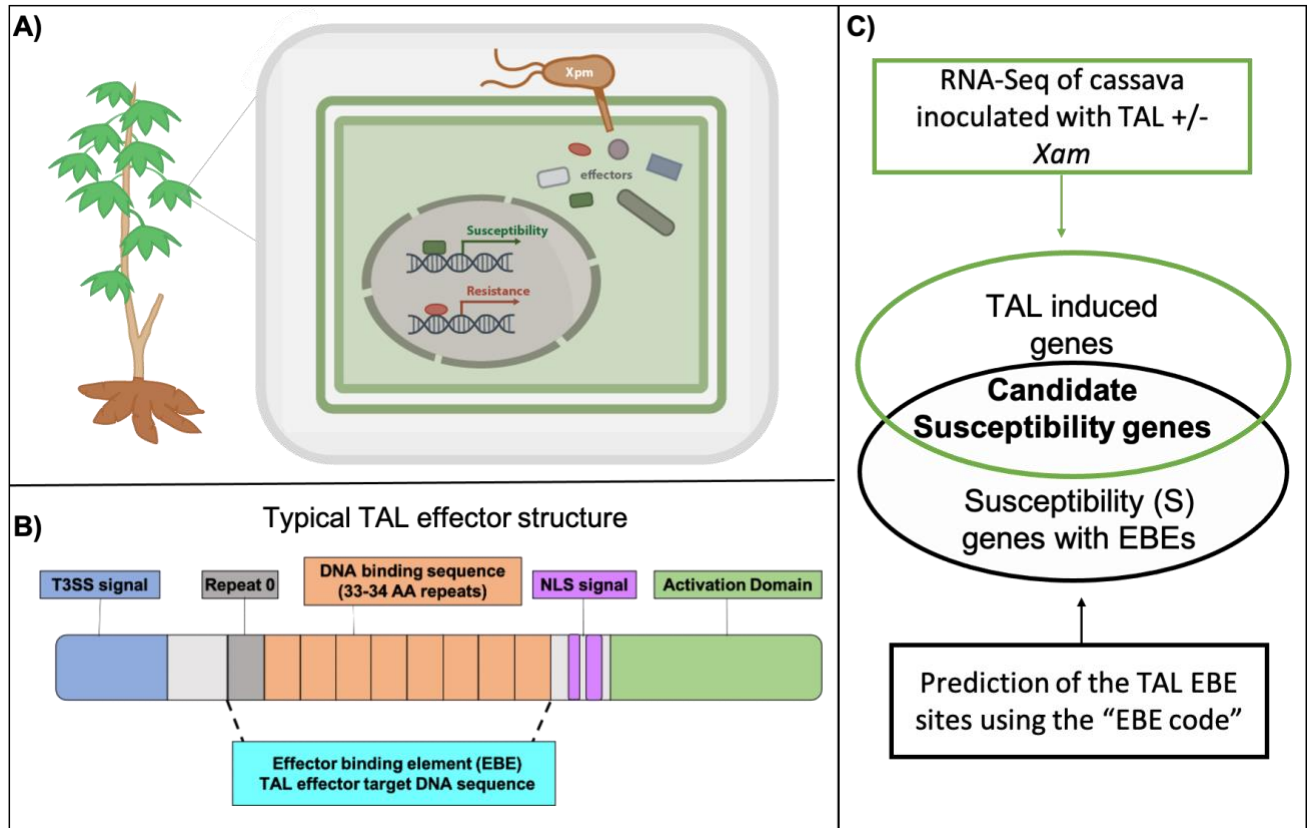 A)
Xpm
effectors
Susceptibility
Resistance
B)
Typical TAL effector structure
T3SS signal
Repeat 0
DNA binding sequence
(33-34 AA repeats)
NLS signal
Activation Domain
Effector binding element (EBE)
TAL effector target DNA sequence
C)
RNA-Seq of cassava
inoculated with TAL +/-
Xam
TAL induced
genes
Candidate
Susceptibility genes
Susceptibility (S)
genes with EBEs
Prediction of the TAL EBE
sites using the “EBE code”